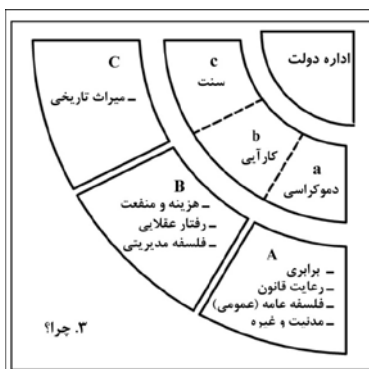 اداره دولت
c
سنت
b
کارآیی
a
دموکراسی
C
ـ میراث تاریخی
B
ـ هزینه و منفعت
ـ رفتار عقلایی
ـ فلسفه مدیریتی
A
ـ برابری
ـ رعایت قانون
ـ فلسفه عامه (عمومی)
ـ مدنیت و غیره
۳. چرا؟